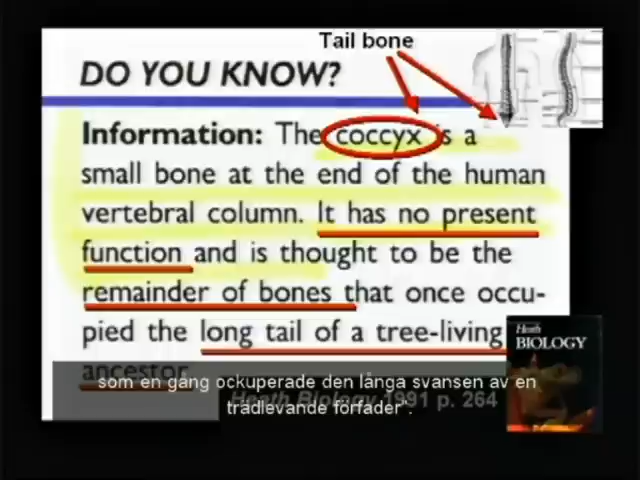 Tail bone
DO YOU KNOW?
Information: The coccyx is a
small bone at the end of the human
vertebral column. It has no present
function and is thought to be the
remainder of bones that once occu-
pied the long tail of a tree-living
ancestor.
Heath
BIOLOGY
som en gång ockuperade den långa svansen av en
trädlevande förfader".
Heath Biology 1991 p. 264